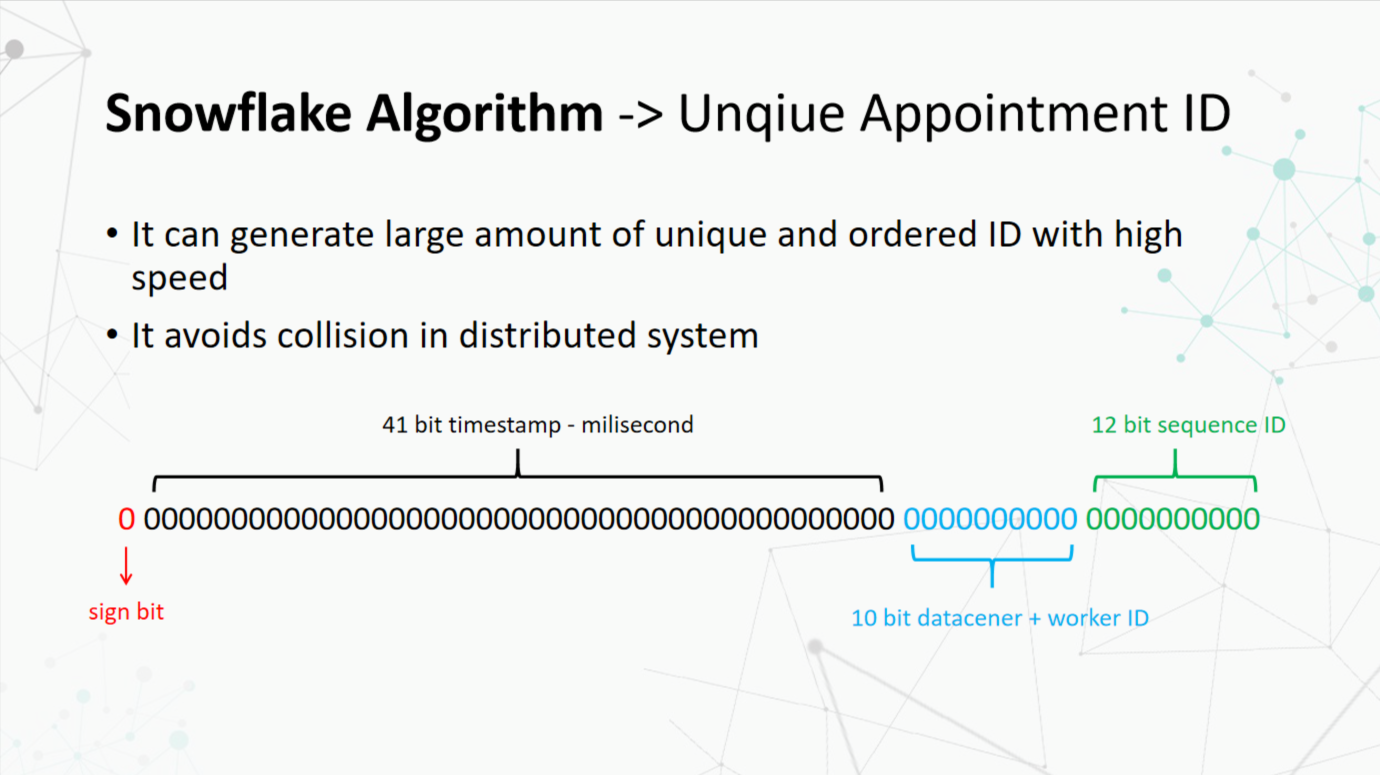 Snowflake Algorithm -> Unqiue Appointment ID
• It can generate large amount of unique and ordered ID with high
speed
• It avoids collision in distributed system
41 bit timestamp - milisecond
12 bit sequence ID
0 0000000000000000000000000000000000000000000 0000000000 0000000000
sign bit
10 bit datacener + worker ID